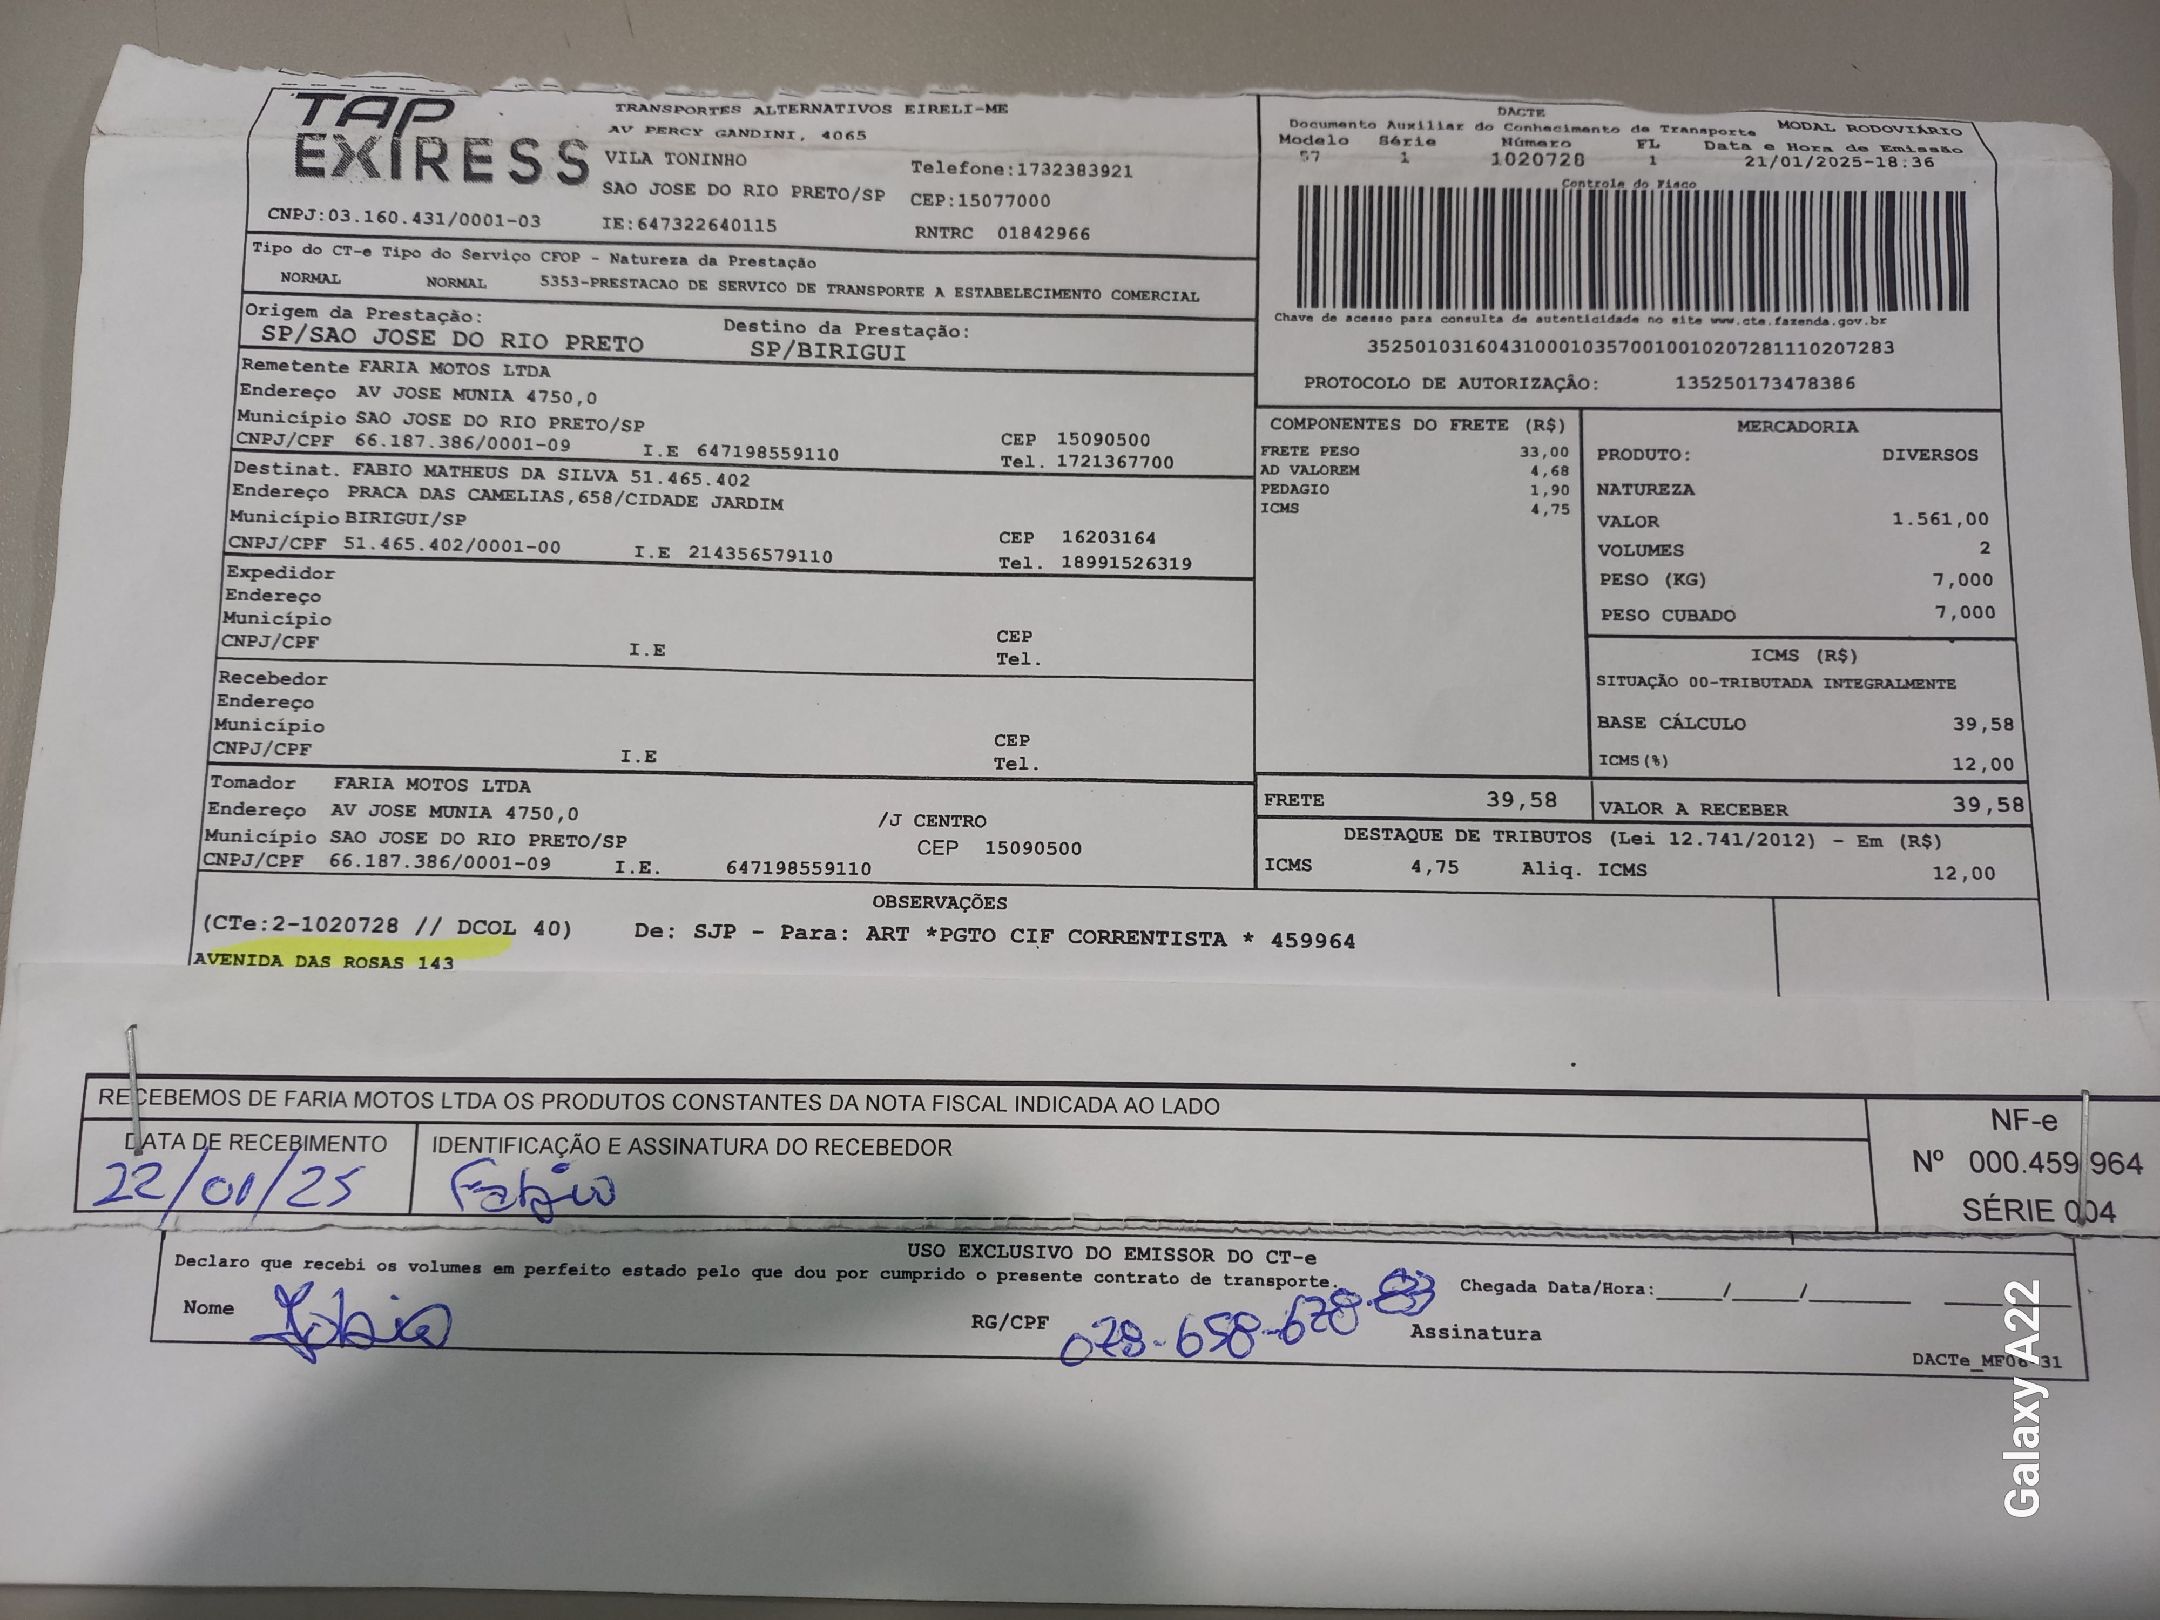 TAP
EXPRESS
TRANSPORTES ALTERNATIVOS EIRELI-ME
AV PERCY GANDINI, 4065
VILA TONINHO
Telefone:1732383921
SAO JOSE DO RIO PRETO/SP CEP:15077000
CNPJ:03.160.431/0001-03 IE:647322640115 RNTRC 01842966
DACTE
Documento Auxiliar do Conhecimento de Transporte MODAL RODOVIÁRIO
Modelo Série Número FL Data e Hora de Emissão
57 1 1020728 1 21/01/2025-18:36
Controle do Fisco
Chave de acesso para consulta de autenticidade no site www.cte.fazenda.gov.br
35250103160431000103570010010207281110207283
PROTOCOLO DE AUTORIZAÇÃO: 135250173478386
Tipo do CT-e Tipo do Serviço CFOP - Natureza da Prestação
NORMAL NORMAL 5353-PRESTACAO DE SERVICO DE TRANSPORTE A ESTABELECIMENTO COMERCIAL
Origem da Prestação: Destino da Prestação:
SP/SAO JOSE DO RIO PRETO SP/BIRIGUI
Remetente FARIA MOTOS LTDA
Endereço AV JOSE MUNIA 4750,0
Município SAO JOSE DO RIO PRETO/SP CEP 15090500
CNPJ/CPF 66.187.386/0001-09 I.E 647198559110 Tel. 1721367700
Destinat. FABIO MATHEUS DA SILVA 51.465.402
Endereço PRACA DAS CAMELIAS,658/CIDADE JARDIM
Município BIRIGUI/SP CEP 16203164
CNPJ/CPF 51.465.402/0001-00 I.E 214356579110 Tel. 18991526319
Expedidor
Endereço
Município CEP
CNPJ/CPF I.E Tel.
Recebedor
Endereço
Município CEP
CNPJ/CPF I.E Tel.
Tomador FARIA MOTOS LTDA
Endereço AV JOSE MUNIA 4750,0 /J CENTRO
Município SAO JOSE DO RIO PRETO/SP CEP 15090500
CNPJ/CPF 66.187.386/0001-09 I.E. 647198559110
COMPONENTES DO FRETE (R$)
FRETE PESO 33,00
AD VALOREM 4,68
PEDAGIO 1,90
ICMS 4,75
MERCADORIA
PRODUTO: DIVERSOS
NATUREZA
VALOR 1.561,00
VOLUMES 2
PESO (KG) 7,000
PESO CUBADO 7,000
ICMS (R$)
SITUAÇÃO 00-TRIBUTADA INTEGRALMENTE
BASE CÁLCULO 39,58
ICMS(%) 12,00
FRETE 39,58 VALOR A RECEBER 39,58
DESTAQUE DE TRIBUTOS (Lei 12.741/2012) - Em (R$)
ICMS 4,75 Aliq. ICMS 12,00
OBSERVAÇÕES
(CTe:2-1020728 // DCOL 40) De: SJP - Para: ART *PGTO CIF CORRENTISTA * 459964
AVENIDA DAS ROSAS 143
RECEBEMOS DE FARIA MOTOS LTDA OS PRODUTOS CONSTANTES DA NOTA FISCAL INDICADA AO LADO
DATA DE RECEBIMENTO IDENTIFICAÇÃO E ASSINATURA DO RECEBEDOR
22/01/25 Fabio
NF-e
Nº 000.459.964
SÉRIE 004
USO EXCLUSIVO DO EMISSOR DO CT-e
Declaro que recebi os volumes em perfeito estado pelo que dou por cumprido o presente contrato de transporte. Chegada Data/Hora:_____/_____/_______
Nome Fabio RG/CPF 078-658-678-83 Assinatura
DACTe_MF06-31
Galaxy A22